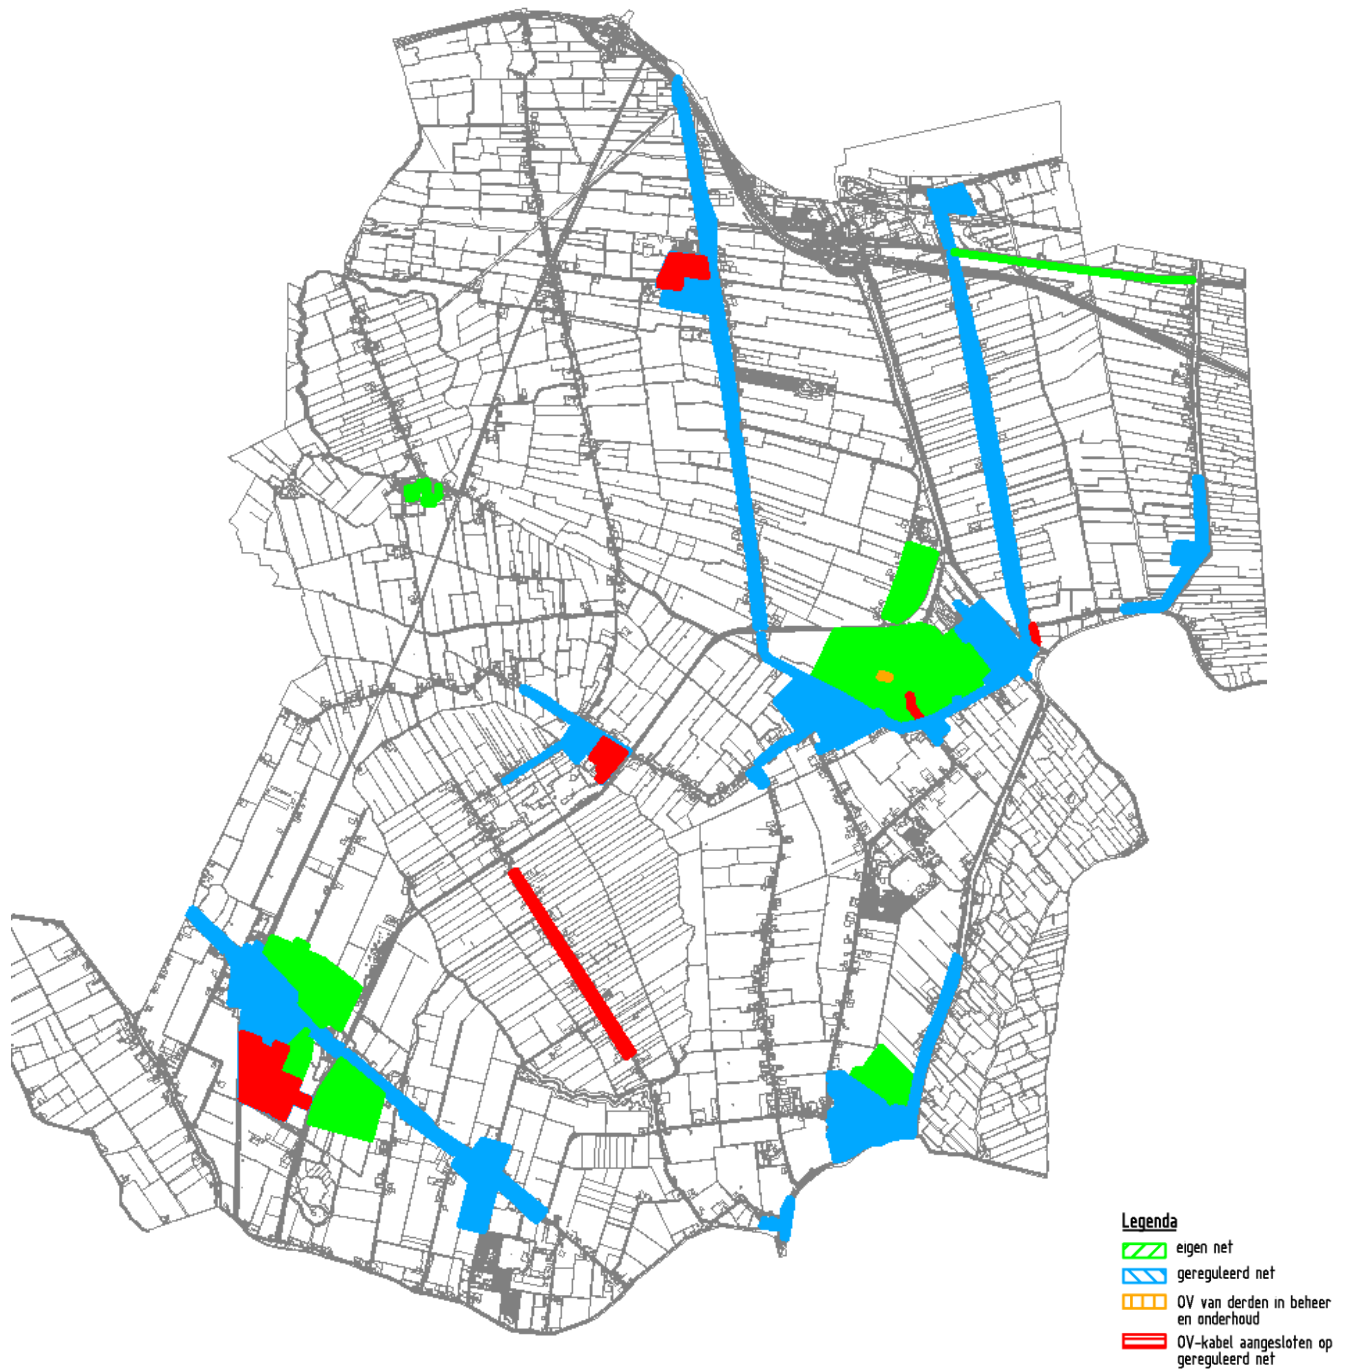 Legenda
eigen net
gereguleerd net
OV van derden in beheer
en onderhoud
OV-kabel aangesloten op
gereguleerd net